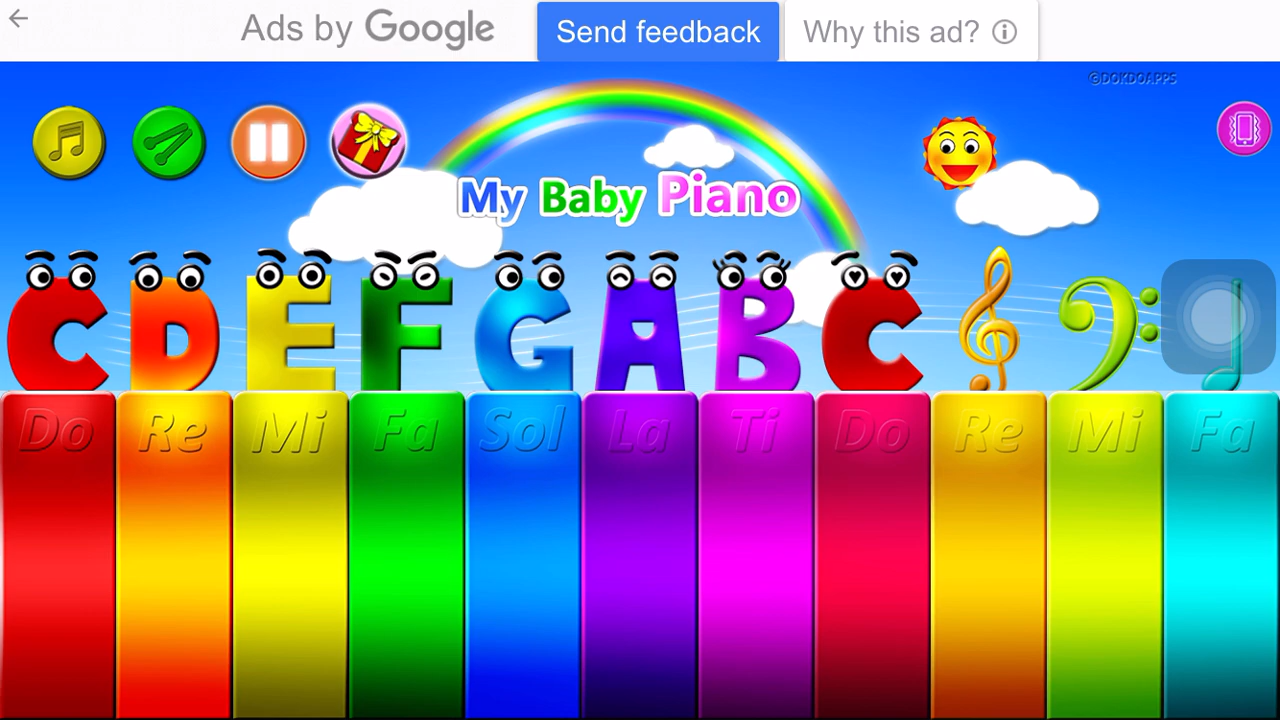 Ads by Google
Send feedback
Why this ad?
©DOKDOAPPS
My Baby Piano
C D E F G A B C
Do Re Mi Fa Sol La Ti Do Re Mi Fa